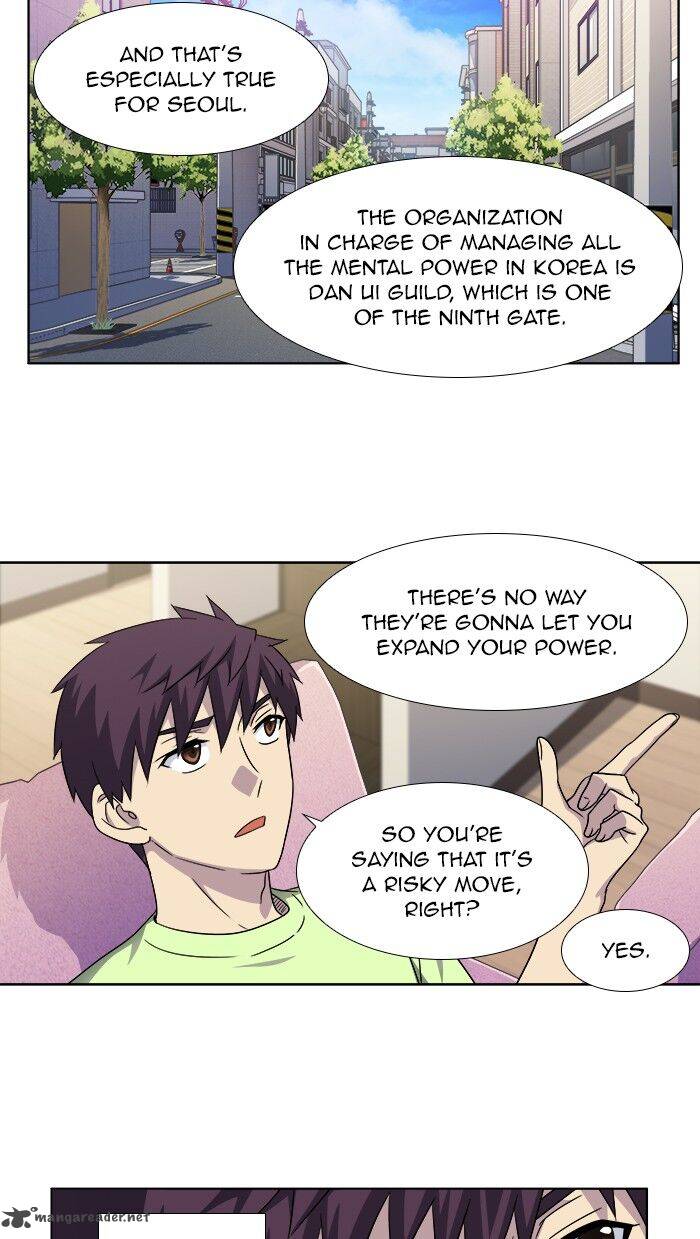 AND THAT'S
ESPECIALLY TRUE
FOR SEOUL.
THE ORGANIZATION
IN CHARGE OF MANAGING ALL
THE MENTAL POWER IN KOREA IS
DAN UI GUILD, WHICH IS ONE
OF THE NINTH GATE.
THERE'S NO WAY
THEY'RE GONNA LET YOU
EXPAND YOUR POWER.
SO YOU'RE
SAYING THAT IT'S
A RISKY MOVE,
RIGHT?
YES.
mangareader.net